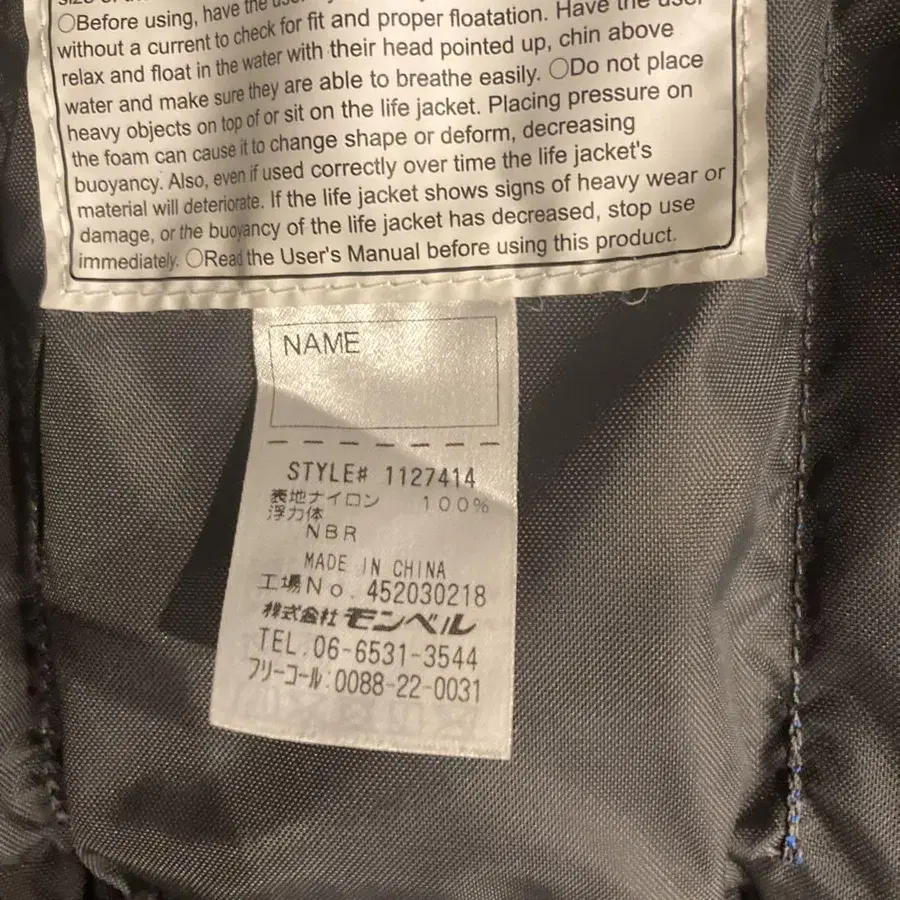 ○Before using, have the
without a current to check for fit and proper floatation. Have the user
relax and float in the water with their head pointed up, chin above
water and make sure they are able to breathe easily. ○Do not place
heavy objects on top of or sit on the life jacket. Placing pressure on
the foam can cause it to change shape or deform, decreasing
buoyancy. Also, even if used correctly over time the life jacket's
material will deteriorate. If the life jacket shows signs of heavy wear or
damage, or the buoyancy of the life jacket has decreased, stop use
immediately. ○Read the User's Manual before using this product.
NAME
STYLE# 1127414
表地ナイロン 100%
浮力体
NBR
MADE IN CHINA
工場No. 452030218
株式会社モンベル
TEL.06-6531-3544
フリーコール:0088-22-0031